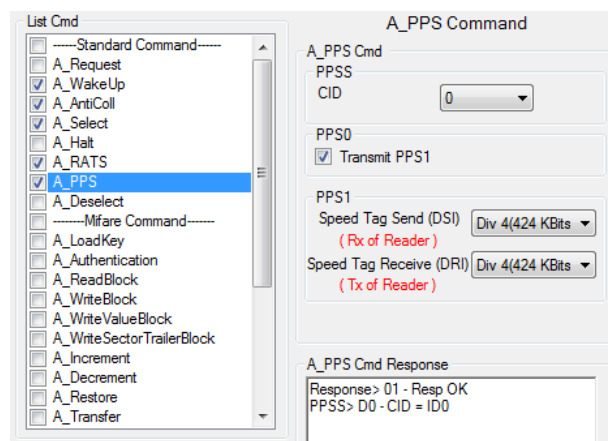 List Cmd
------Standard Command------
A_Request
A_WakeUp
A_AntiColl
A_Select
A_Halt
A_RATS
A_PPS
A_Deselect
--------Mifare Command-------
A_LoadKey
A_Authentication
A_ReadBlock
A_WriteBlock
A_WriteValueBlock
A_WriteSectorTrailerBlock
A_Increment
A_Decrement
A_Restore
A_Transfer
A_PPS Command
A_PPS Cmd
PPSS
CID
0
PPS0
Transmit PPS1
PPS1
Speed Tag Send (DSI) Div 4(424 KBits
( Rx of Reader )
Speed Tag Receive (DRI) Div 4(424 KBits
( Tx of Reader )
A_PPS Cmd Response
Response> 01 - Resp OK
PPSS> D0 - CID = ID0